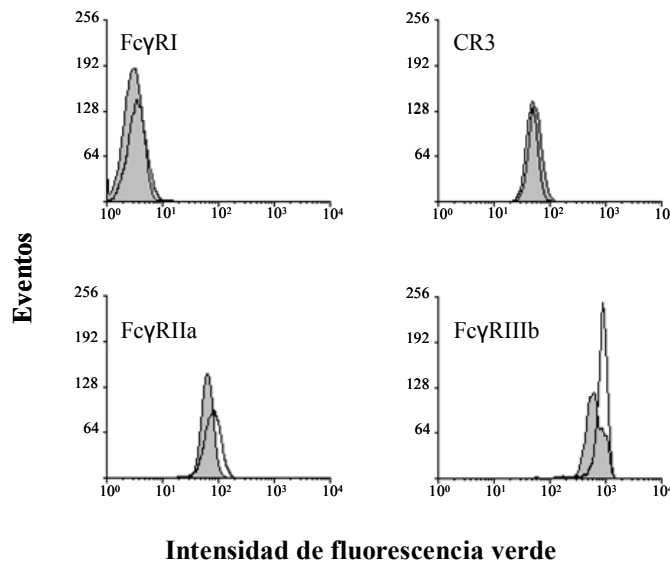 Eventos
FcγRI
256
192
128
64
10⁰ 10¹ 10² 10³ 10⁴
CR3
256
192
128
64
10⁰ 10¹ 10² 10³ 10
FcγRIIa
256
192
128
64
10⁰ 10¹ 10² 10³ 10⁴
FcγRIIIb
256
192
128
64
10⁰ 10¹ 10² 10³ 10⁴
Intensidad de fluorescencia verde